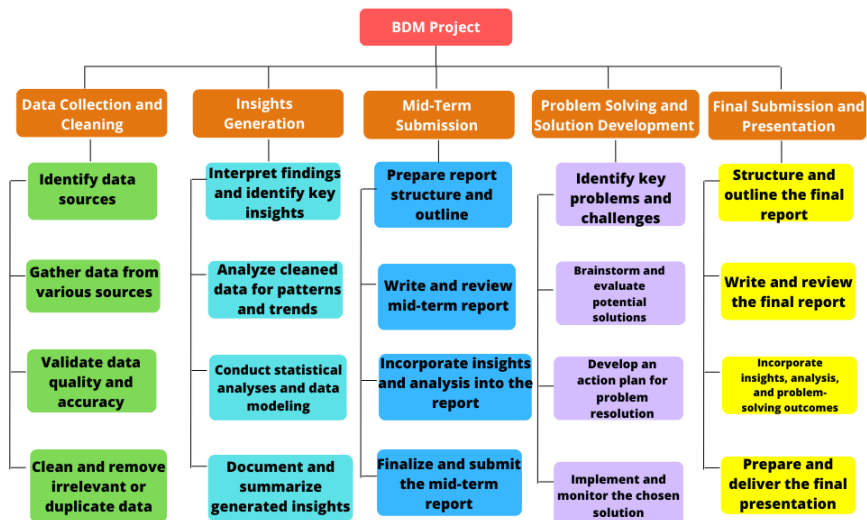 BDM Project
Data Collection and
Cleaning
Insights
Generation
Mid-Term
Submission
Problem Solving and
Solution Development
Final Submission and
Presentation
Identify data
sources
Gather data from
various sources
Validate data
quality and
accuracy
Clean and remove
irrelevant or
duplicate data
Interpret findings
and identify key
insights
Analyze cleaned
data for patterns
and trends
Conduct statistical
analyses and data
modeling
Document and
summarize
generated insights
Prepare report
structure and
outline
Write and review
mid-term report
Incorporate insights
and analysis into the
report
Finalize and submit
the mid-term
report
Identify key
problems and
challenges
Brainstorm and
evaluate
potential
solutions
Develop an
action plan for
problem
resolution
Implement and
monitor the chosen
solution
Structure and
outline the final
report
Write and review
the final report
Incorporate
insights, analysis,
and problem-
solving outcomes
Prepare and
deliver the final
presentation